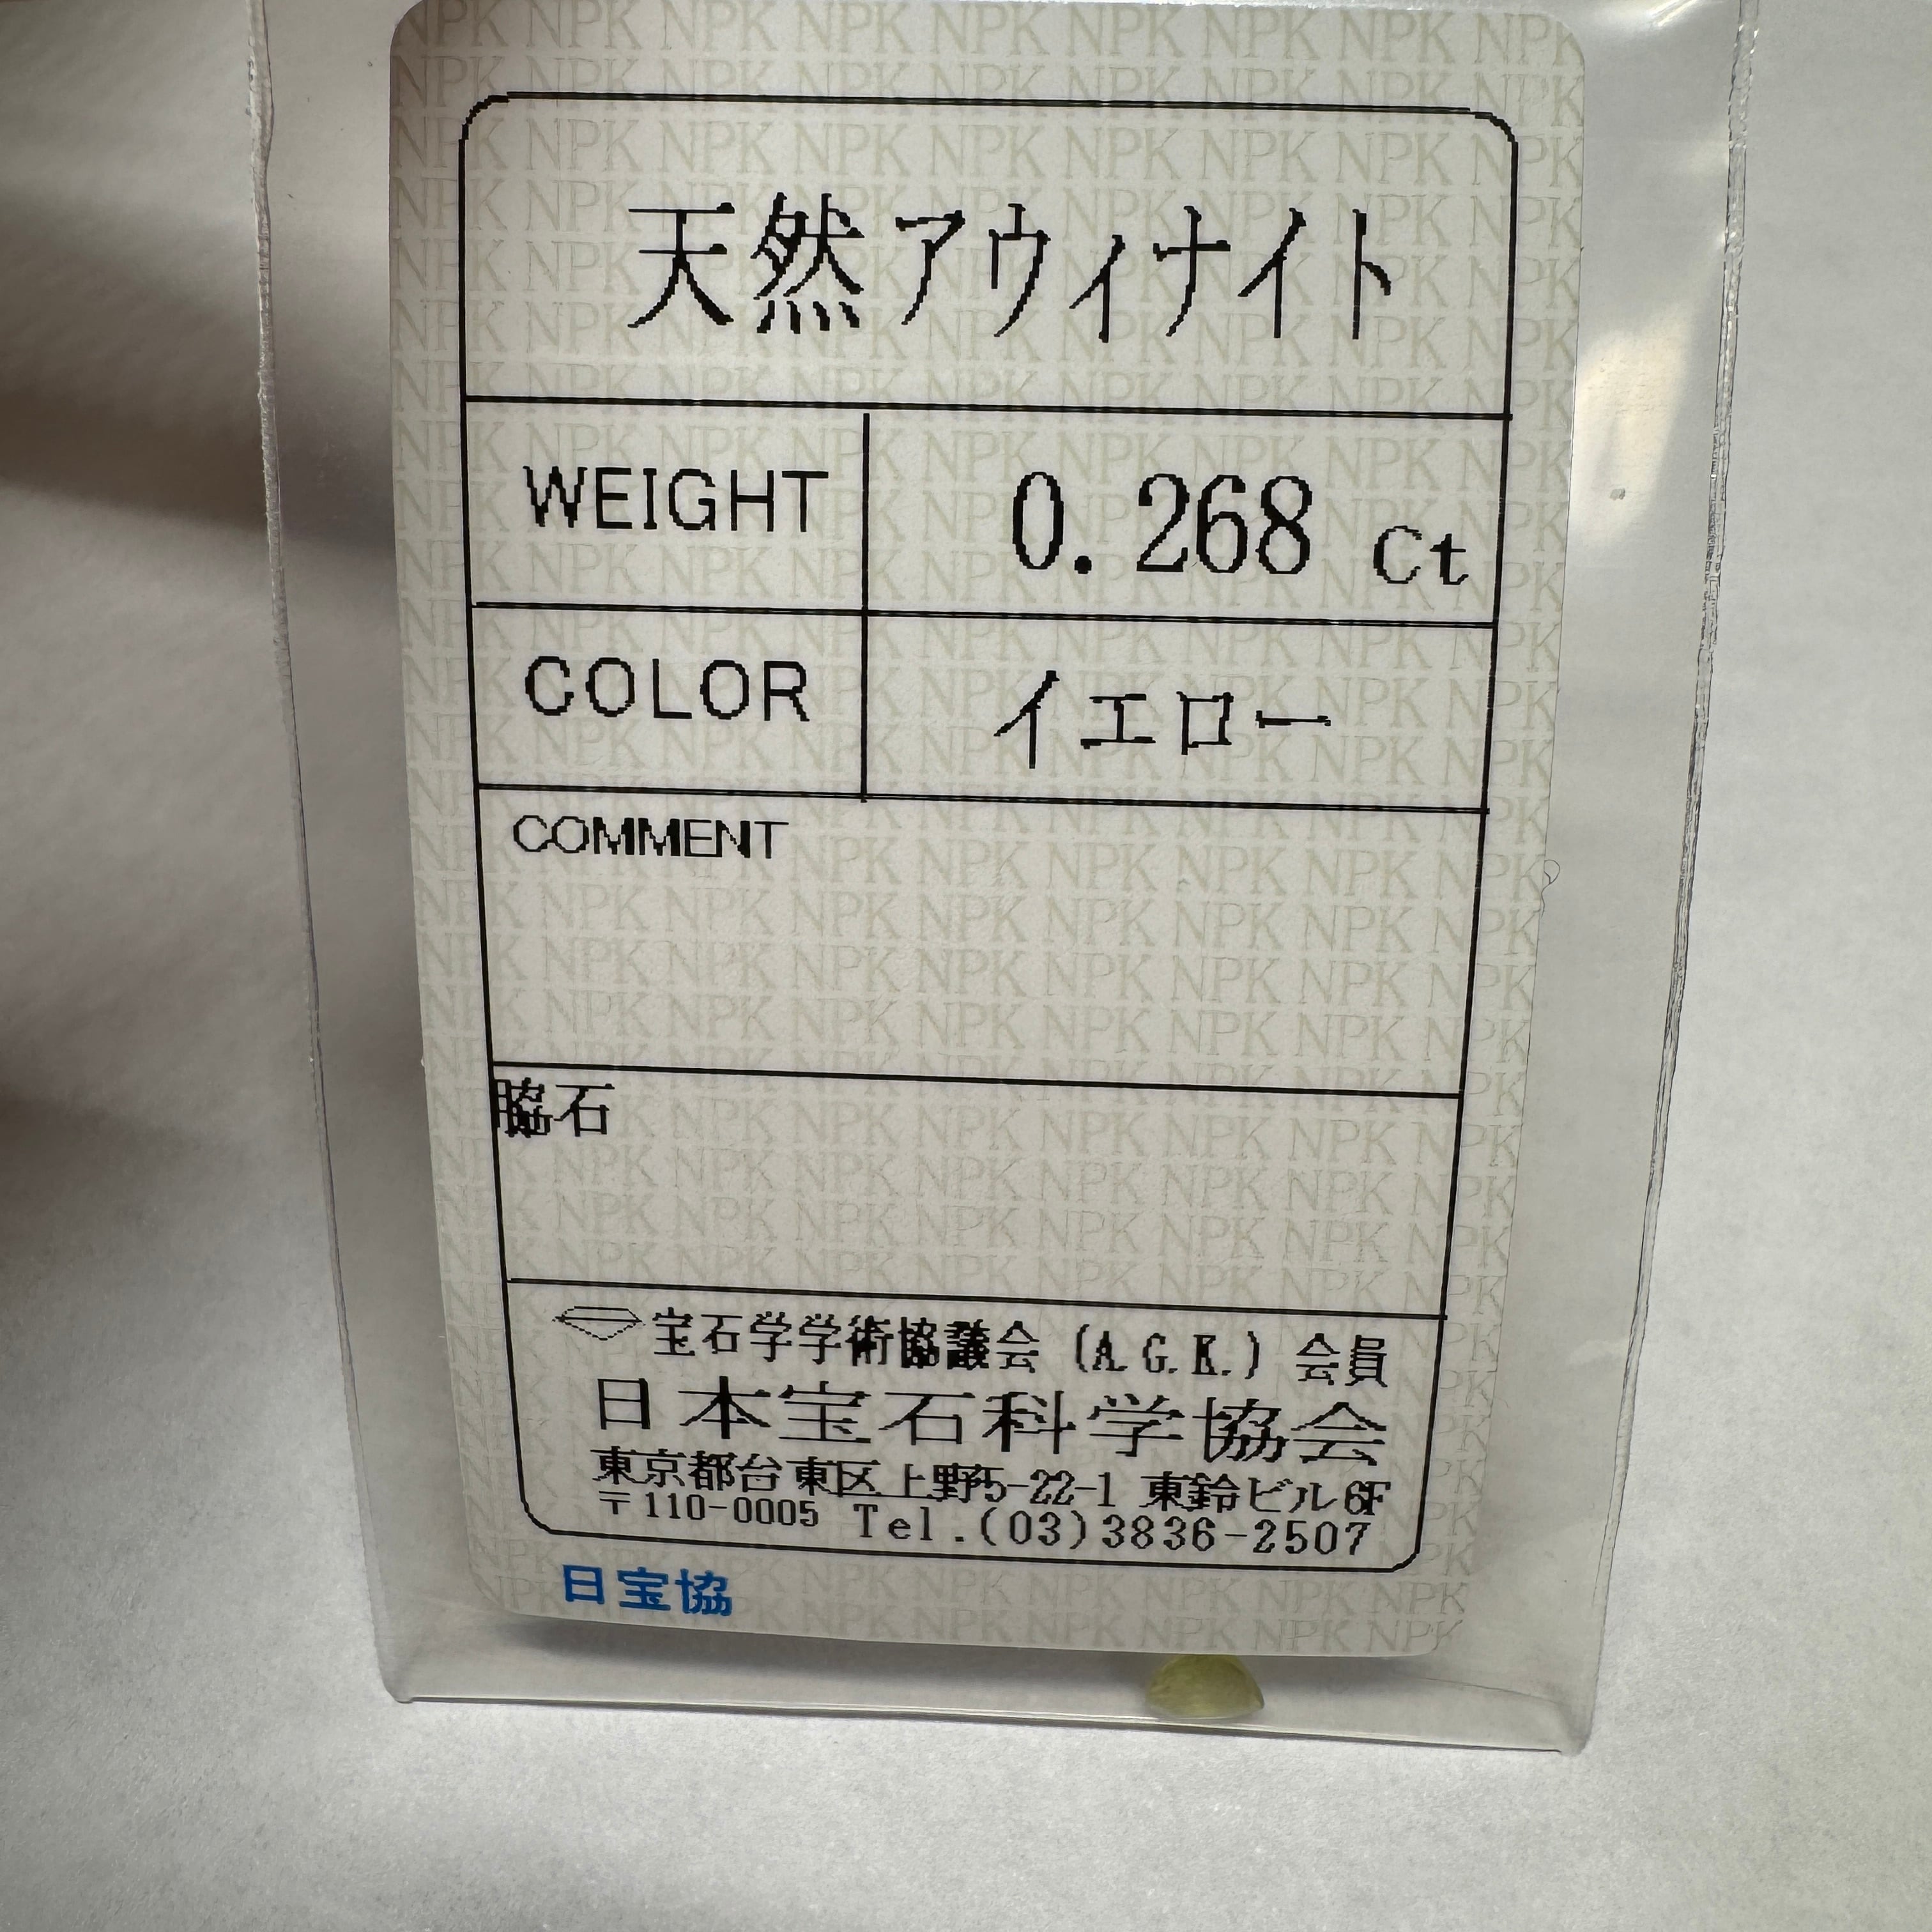 天然アウィナイト
WEIGHT 0.268 ct
COLOR イエロー
COMMENT
脇石
宝石学学術協議会 (A.G.K.) 会員
日本宝石科学協会
東京都台東区上野5-22-1 東鈴ビル6F
〒110-0005 Tel.(03)3836-2507
日宝協